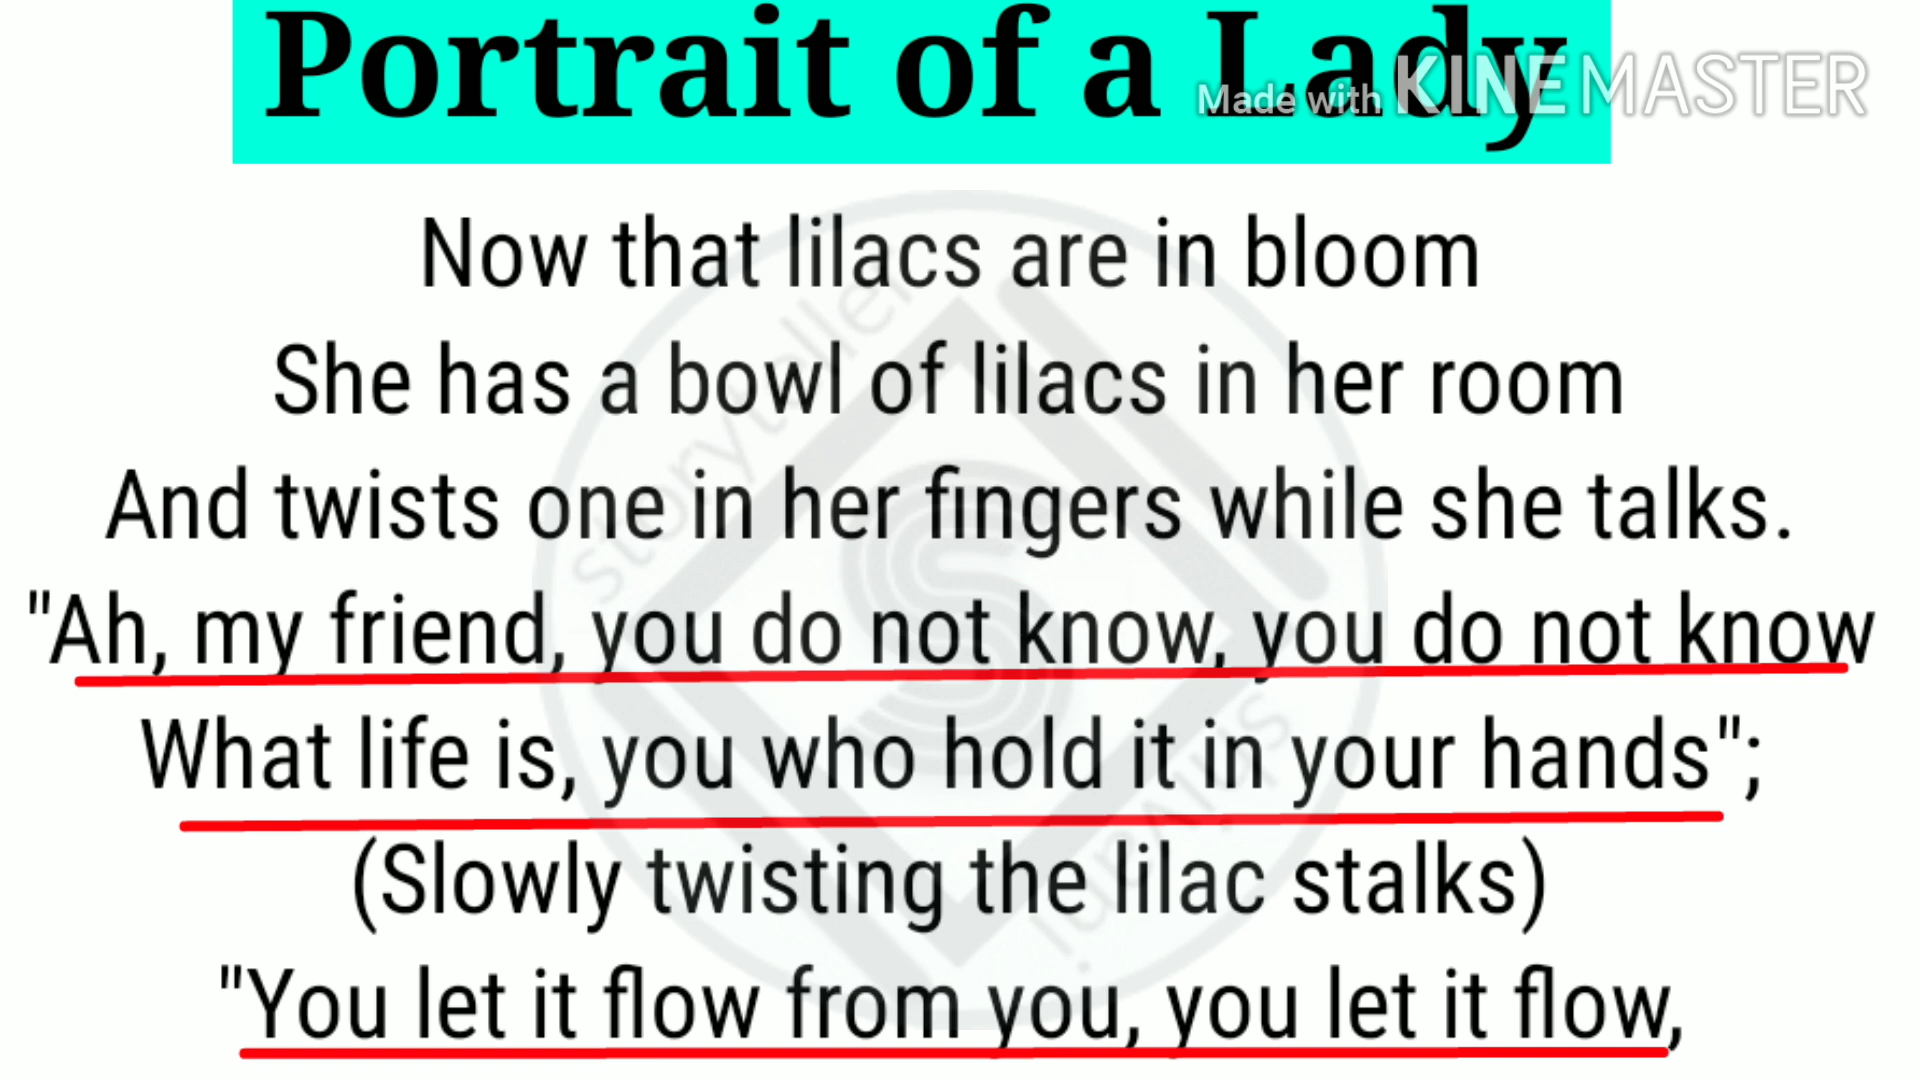 Portrait of a Lady
Made with KINEMASTER
Now that lilacs are in bloom
She has a bowl of lilacs in her room
And twists one in her fingers while she talks.
"Ah, my friend, you do not know, you do not know
What life is, you who hold it in your hands";
(Slowly twisting the lilac stalks)
"You let it flow from you, you let it flow,
storyteller